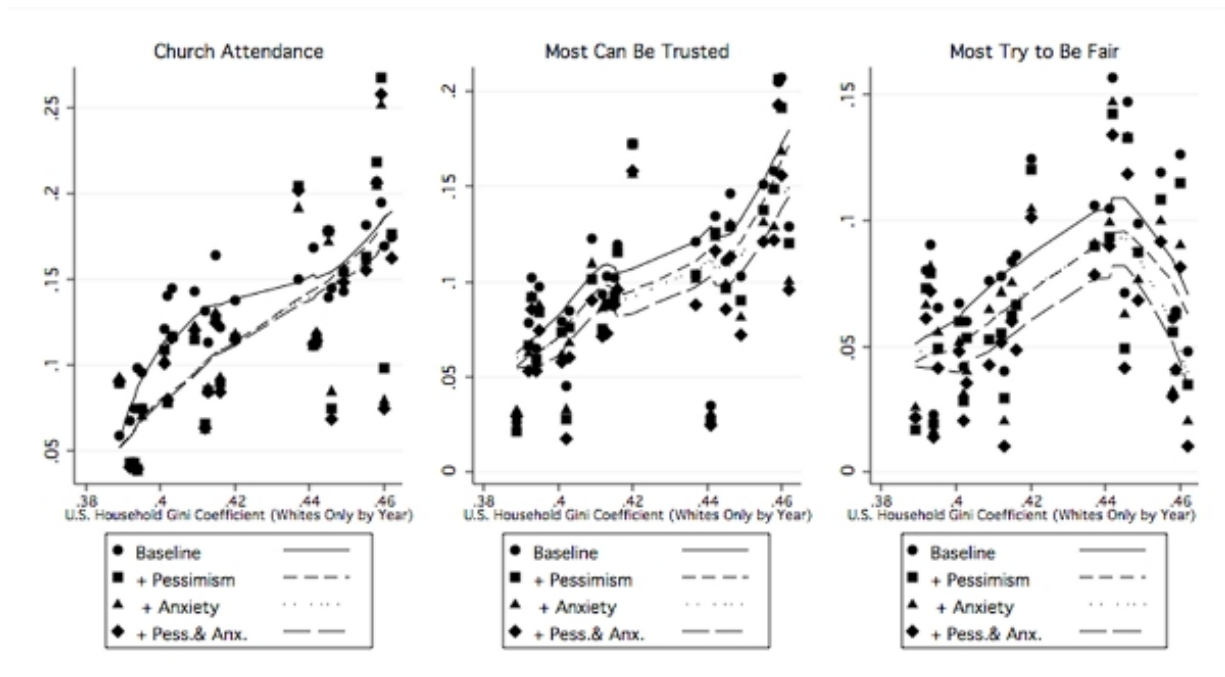 Church Attendance
Most Can Be Trusted
Most Try to Be Fair
.25
.2
.15
.1
.05
.38
.4
.42
.44
.46
U.S. Household Gini Coefficient (Whites Only by Year)
.2
.15
.1
.05
0
.38
.4
.42
.44
.46
U.S. Household Gini Coefficient (Whites Only by Year)
.15
.1
.05
0
.38
.4
.42
.44
.46
U.S. Household Gini Coefficient (Whites Only by Year)
Baseline
+ Pessimism
+ Anxiety
+ Pess.& Anx.
Baseline
+ Pessimism
+ Anxiety
+ Pess.& Anx.
Baseline
+ Pessimism
+ Anxiety
+ Pess.& Anx.